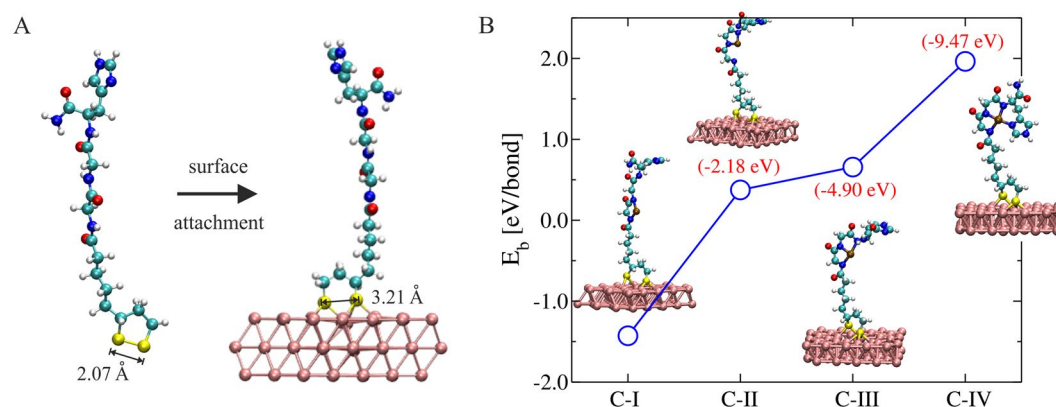 A
surface
attachment
3.21 Å
2.07 Å
B
E_b [eV/bond]
2.0
1.0
0.0
-1.0
-2.0
(-2.18 eV)
(-4.90 eV)
(-9.47 eV)
C-I
C-II
C-III
C-IV